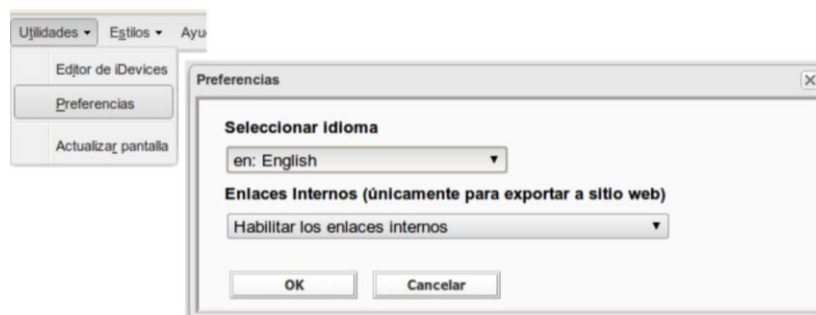 Utilidades Estilos
Editor de iDevices
Preferencias
Actualizar pantalla
Preferencias
Seleccionar idioma
en: English
Enlaces Internos (únicamente para exportar a sitio web)
Habilitar los enlaces internos
OK Cancelar